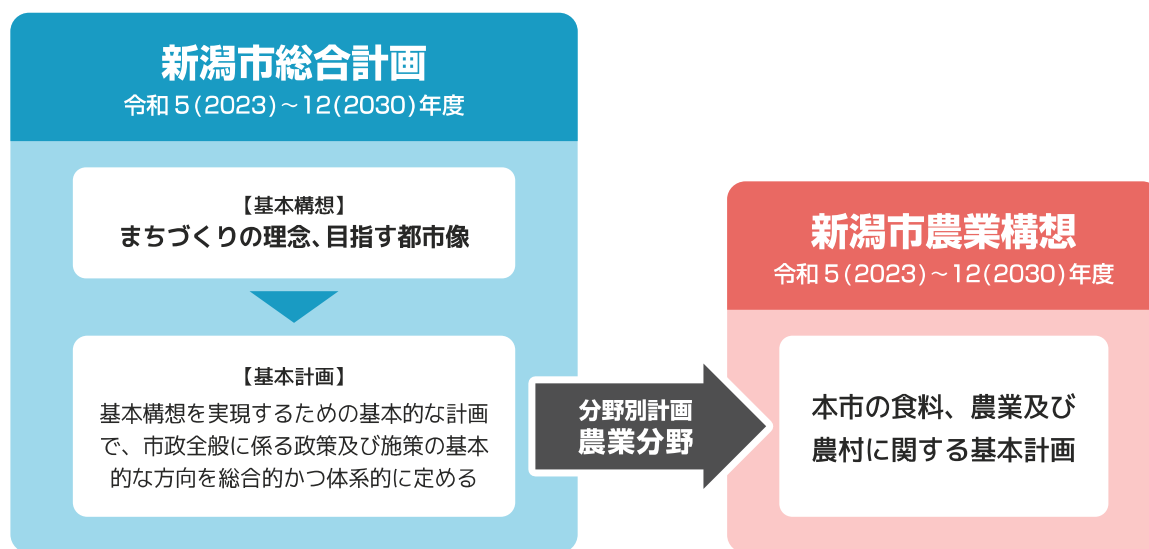 新潟市総合計画
令和5(2023)~12(2030)年度
【基本構想】
まちづくりの理念、目指す都市像
【基本計画】
基本構想を実現するための基本的な計画
で、市政全般に係る政策及び施策の基本
的な方向を総合的かつ体系的に定める
分野別計画
農業分野
新潟市農業構想
令和5(2023)~12(2030)年度
本市の食料、農業及び
農村に関する基本計画